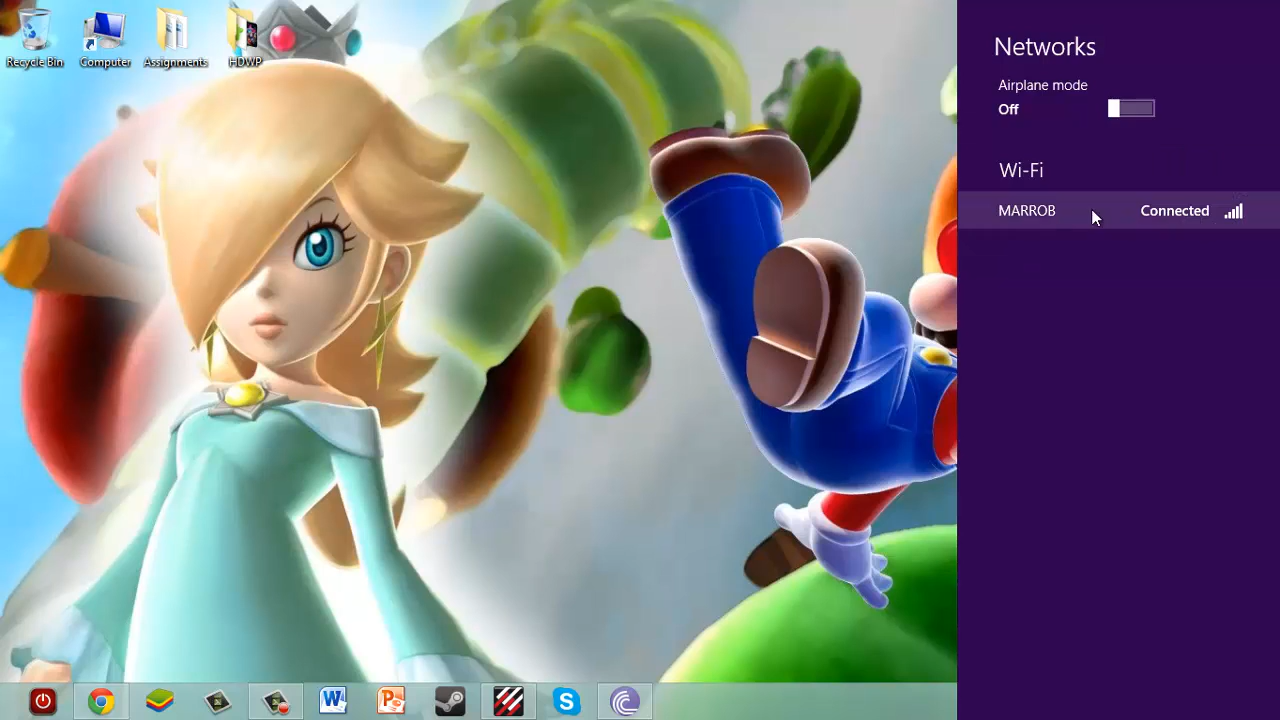 Recycle Bin
Computer
Assignments
HDWP
Networks
Airplane mode
Off
Wi-Fi
MARROB Connected